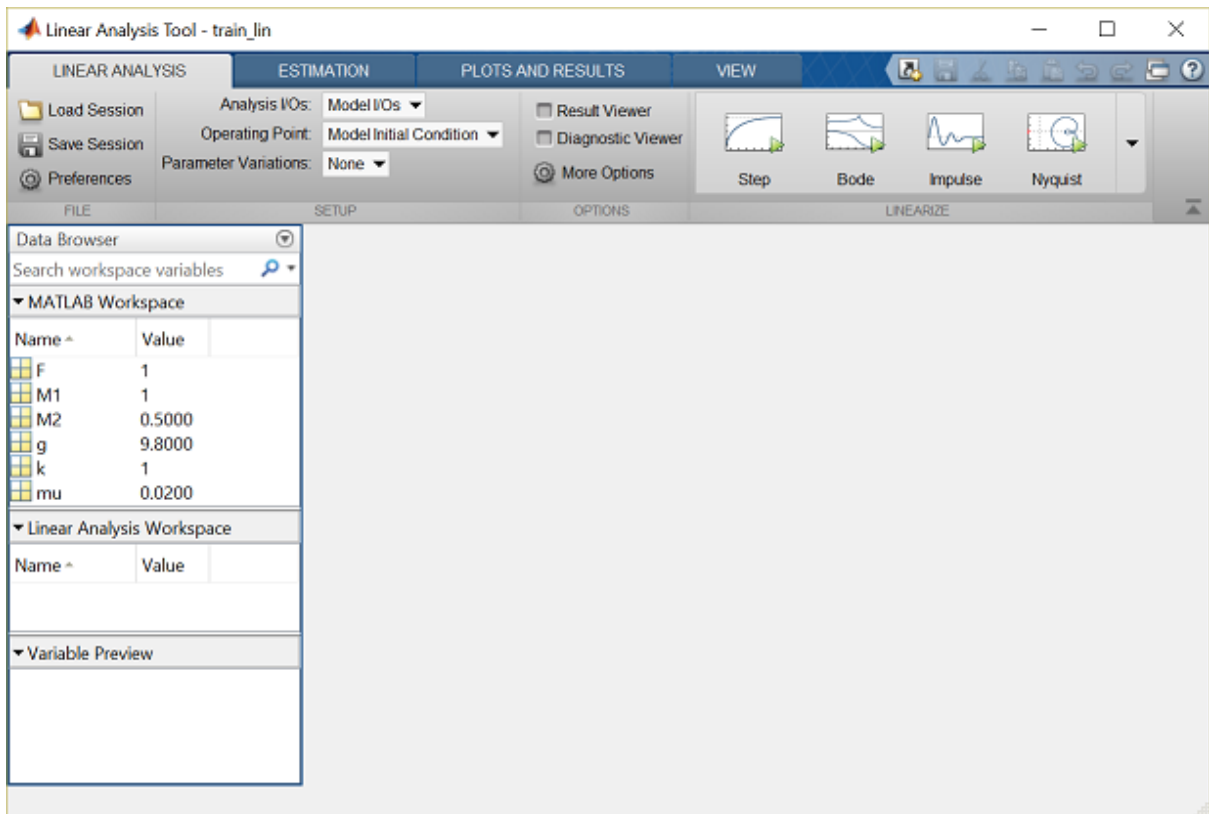 Linear Analysis Tool - train_lin
LINEAR ANALYSIS ESTIMATION PLOTS AND RESULTS VIEW
Load Session
Save Session
Preferences
FILE
Analysis I/Os: Model I/Os
Operating Point: Model Initial Condition
Parameter Variations: None
SETUP
Result Viewer
Diagnostic Viewer
More Options
OPTIONS
Step Bode Impulse Nyquist
LINEARIZE
Data Browser
Search workspace variables
MATLAB Workspace
Name Value
F 1
M1 1
M2 0.5000
g 9.8000
k 1
mu 0.0200
Linear Analysis Workspace
Name Value
Variable Preview